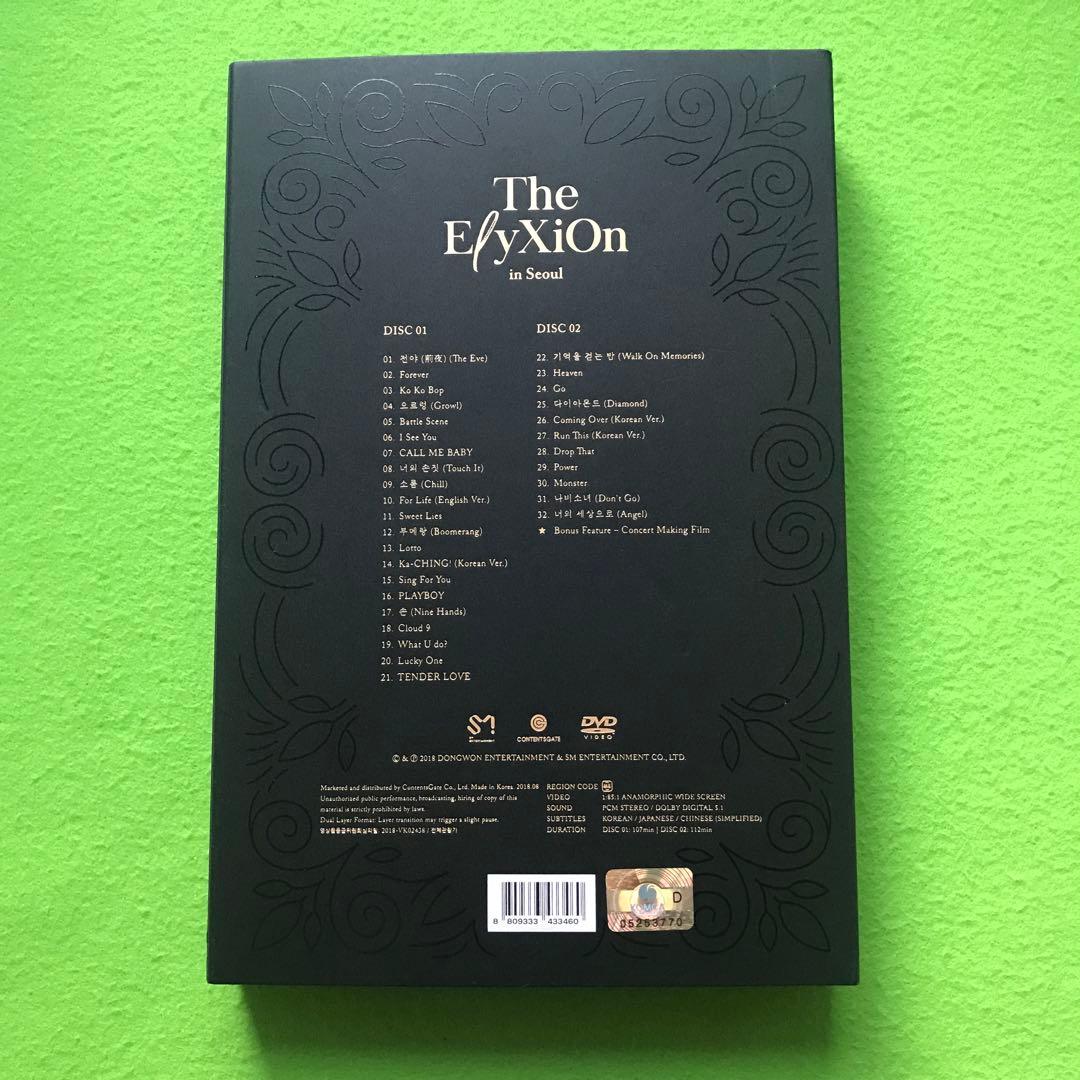 The
ElyXiOn
in Seoul
DISC 01
01. 전야 (前夜) (The Eve)
02. Forever
03. Ko Ko Bop
04. 으르렁 (Growl)
05. Battle Scene
06. I See You
07. CALL ME BABY
08. 너의 손짓 (Touch It)
09. 소름 (Chill)
10. For Life (English Ver.)
11. Sweet Lies
12. 부메랑 (Boomerang)
13. Lotto
14. Ka-CHING! (Korean Ver.)
15. Sing For You
16. PLAYBOY
17. 손 (Nine Hands)
18. Cloud 9
19. What U do?
20. Lucky One
21. TENDER LOVE
DISC 02
22. 기억을 걷는 밤 (Walk On Memories)
23. Heaven
24. Go
25. 다이아몬드 (Diamond)
26. Coming Over (Korean Ver.)
27. Run This (Korean Ver.)
28. Drop That
29. Power
30. Monster
31. 나비소녀 (Don't Go)
32. 너의 세상으로 (Angel)
★ Bonus Feature – Concert Making Film
SM
ENTERTAINMENT
CONTENTSGATE
DVD
VIDEO
© & ℗ 2018 DONGWON ENTERTAINMENT & SM ENTERTAINMENT CO., LTD.
Marketed and distributed by ContentsGate Co., Ltd. Made in Korea. 2018.08
Unauthorized public performance, broadcasting, hiring of copy of this
material is strictly prohibited by laws.
Dual Layer Format: Layer transition may trigger a slight pause.
2018-VK02438 / 전체관람가
REGION CODE
VIDEO 1:85:1 ANAMORPHIC WIDE SCREEN
SOUND PCM STEREO / DOLBY DIGITAL 5.1
SUBTITLES KOREAN / JAPANESE / CHINESE (SIMPLIFIED)
DURATION DISC 01: 107min | DISC 02: 112min
8 809333 433460
KOMCA D
05263770